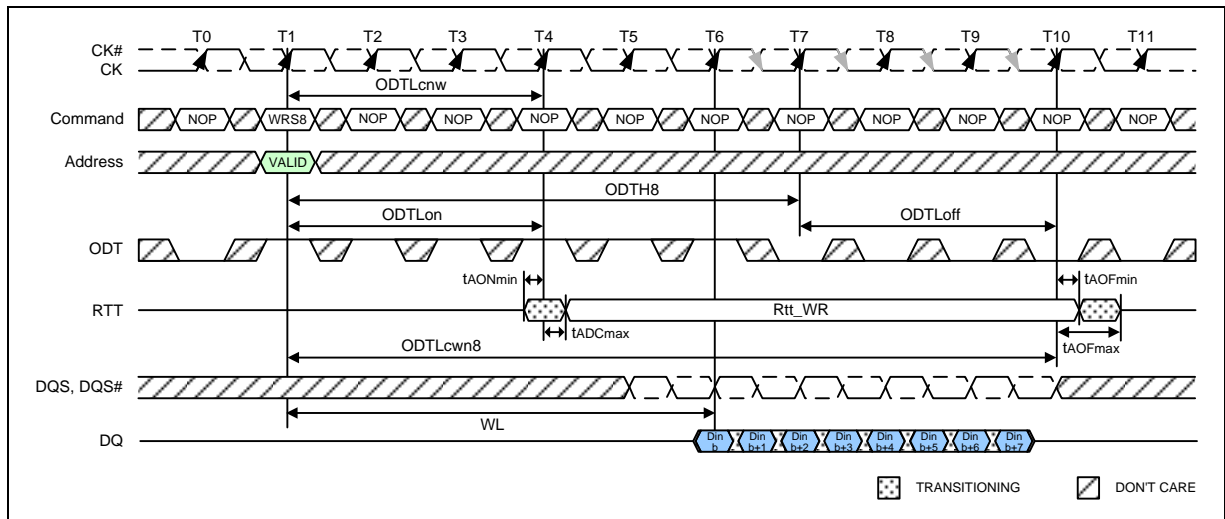 T0 T1 T2 T3 T4 T5 T6 T7 T8 T9 T10 T11
CK#
CK
ODTLcnw
Command NOP WRS8 NOP NOP NOP NOP NOP NOP NOP NOP NOP NOP
Address VALID
ODTH8
ODTLon ODTLoff
ODT
tAONmin tAOFmin
RTT Rtt_WR
tADCmax tAOFmax
ODTLcwn8
DQS, DQS#
WL
DQ Din b Din b+1 Din b+2 Din b+3 Din b+4 Din b+5 Din b+6 Din b+7
TRANSITIONING DON'T CARE